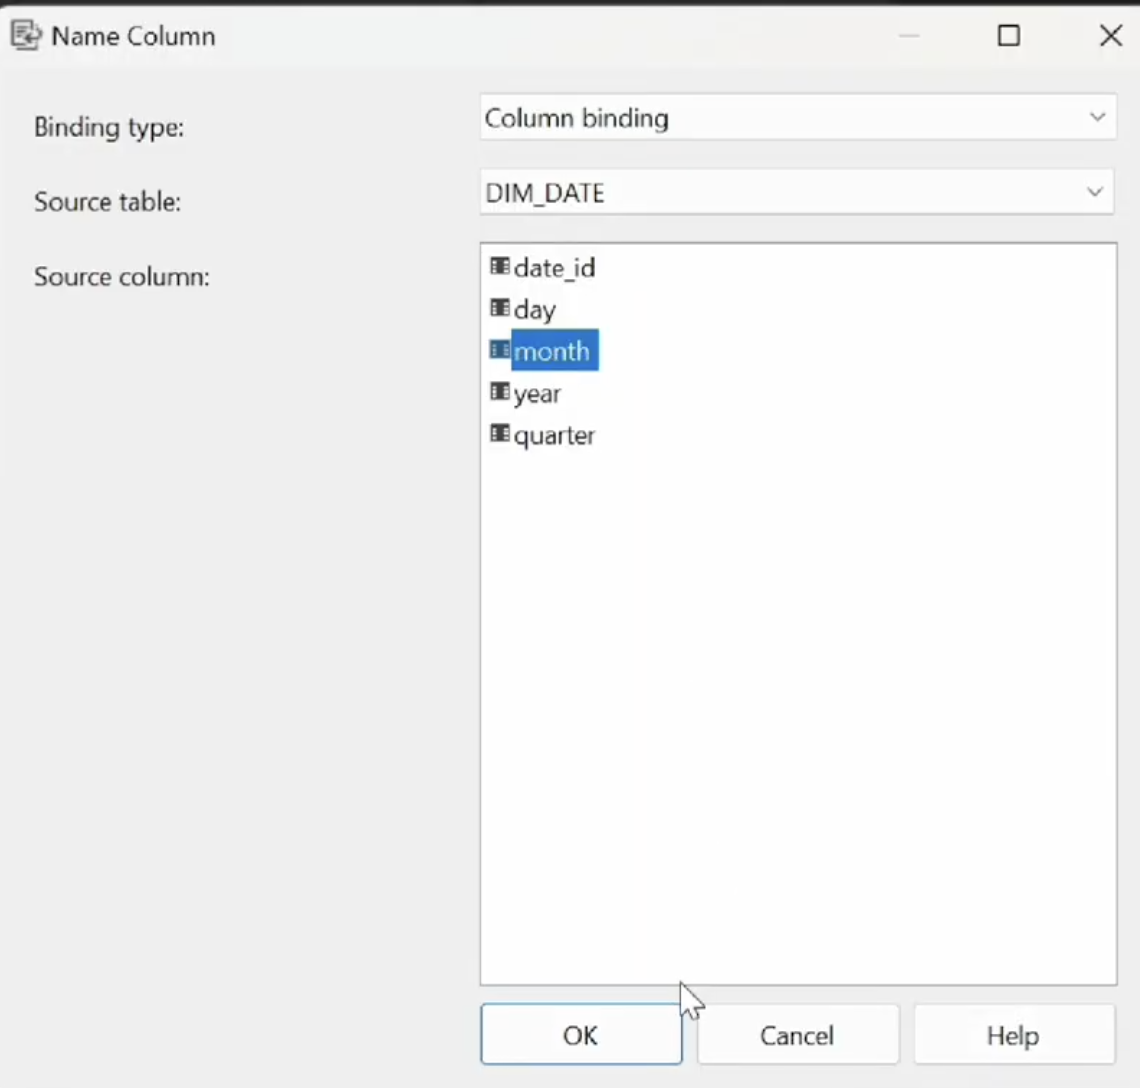 Name Column
Binding type:
Column binding
Source table:
DIM_DATE
Source column:
date_id
day
month
year
quarter
OK
Cancel
Help